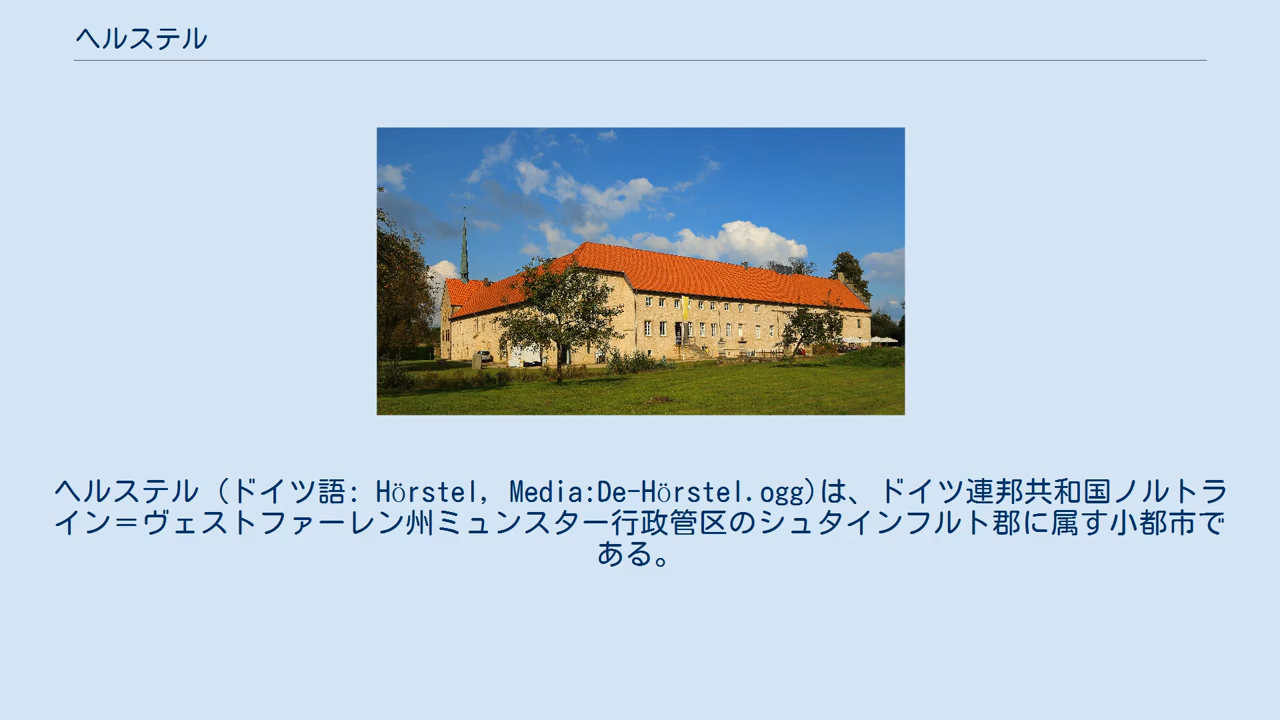 ヘルステル
ヘルステル (ドイツ語: Hörstel, Media:De-Hörstel.ogg)は、ドイツ連邦共和国ノルトラ
イン＝ヴェストファーレン州ミュンスター行政管区のシュタインフルト郡に属す小都市で
ある。